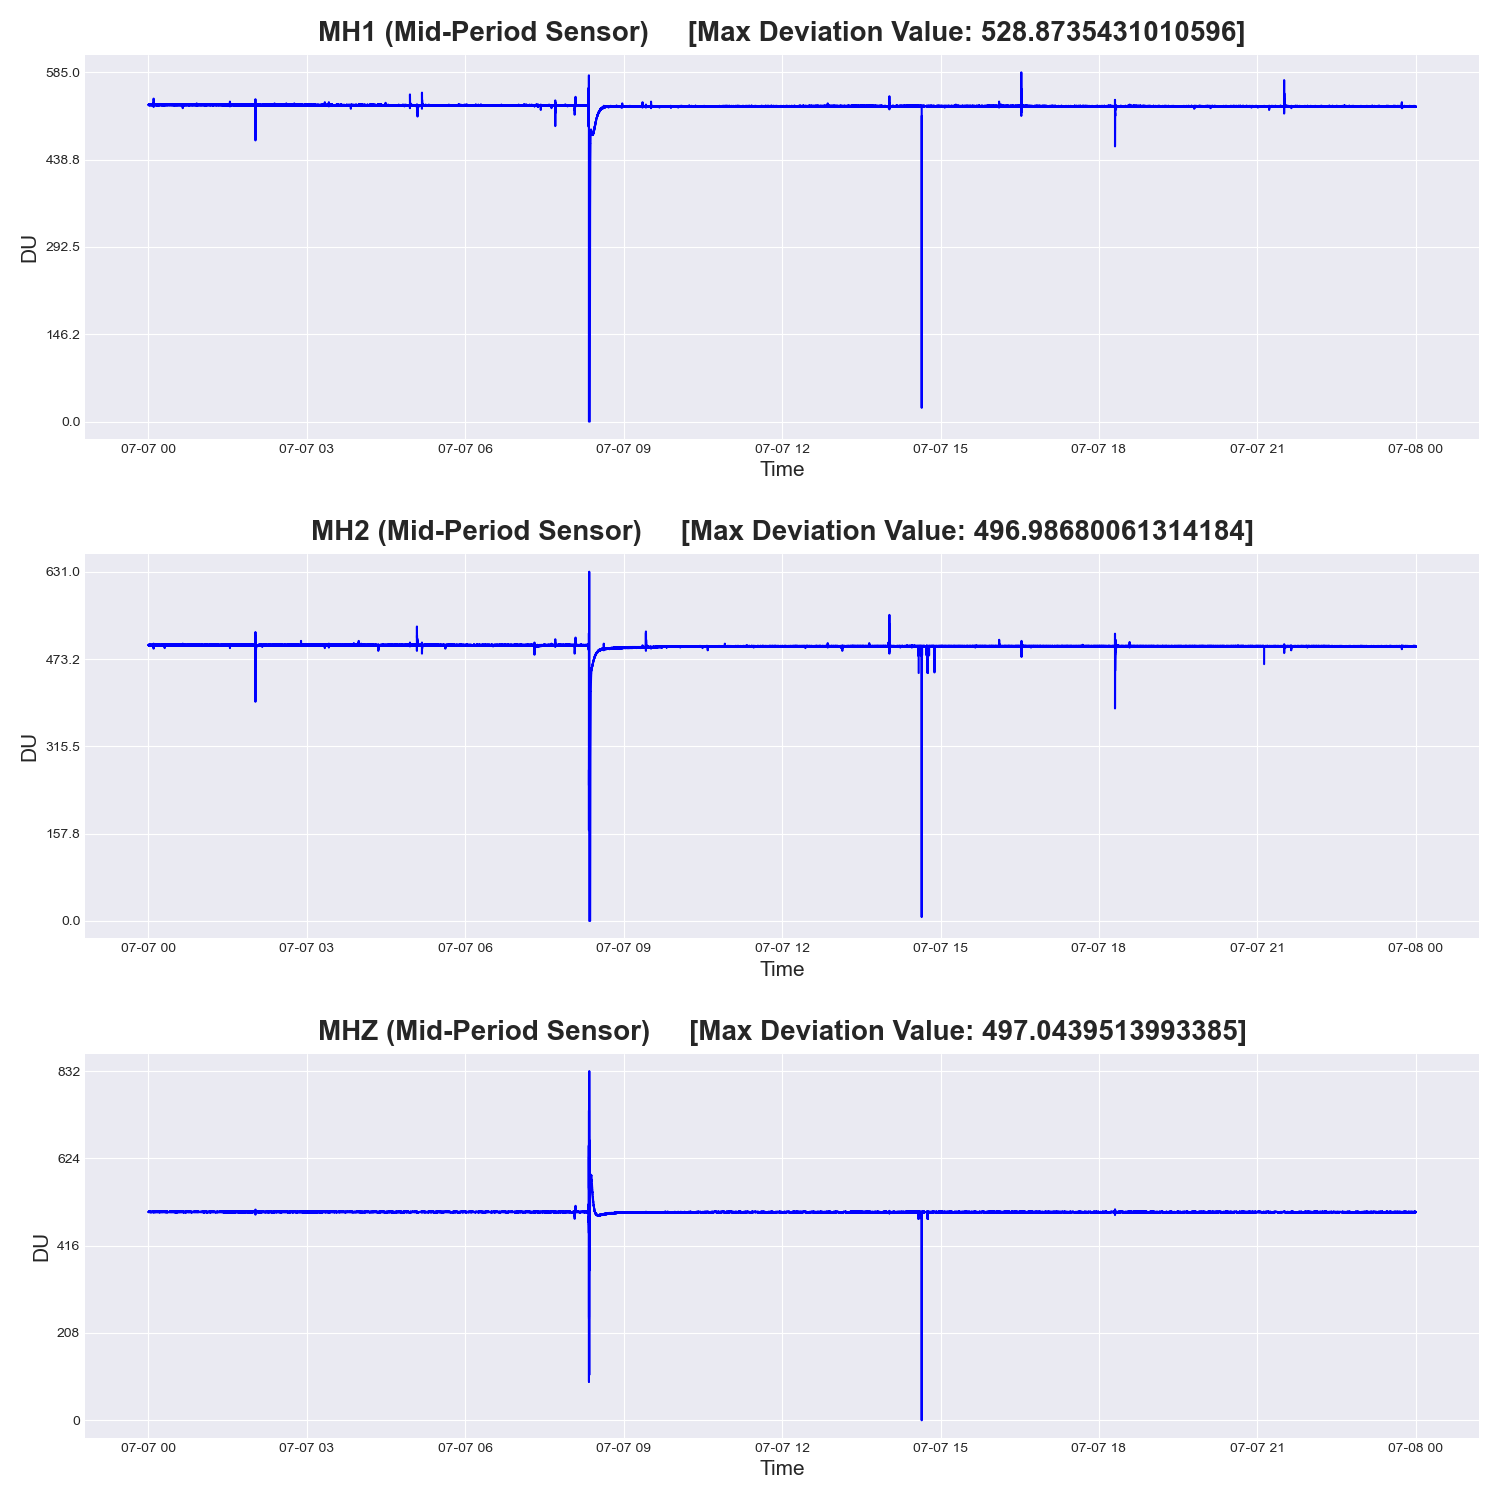 MH1 (Mid-Period Sensor) [Max Deviation Value: 528.8735431010596]
585.0
438.8
292.5
146.2
0.0
DU
07-07 00 07-07 03 07-07 06 07-07 09 07-07 12 07-07 15 07-07 18 07-07 21 07-08 00
Time
MH2 (Mid-Period Sensor) [Max Deviation Value: 496.98680061314184]
631.0
473.2
315.5
157.8
0.0
DU
07-07 00 07-07 03 07-07 06 07-07 09 07-07 12 07-07 15 07-07 18 07-07 21 07-08 00
Time
MHZ (Mid-Period Sensor) [Max Deviation Value: 497.0439513993385]
832
624
416
208
0
DU
07-07 00 07-07 03 07-07 06 07-07 09 07-07 12 07-07 15 07-07 18 07-07 21 07-08 00
Time